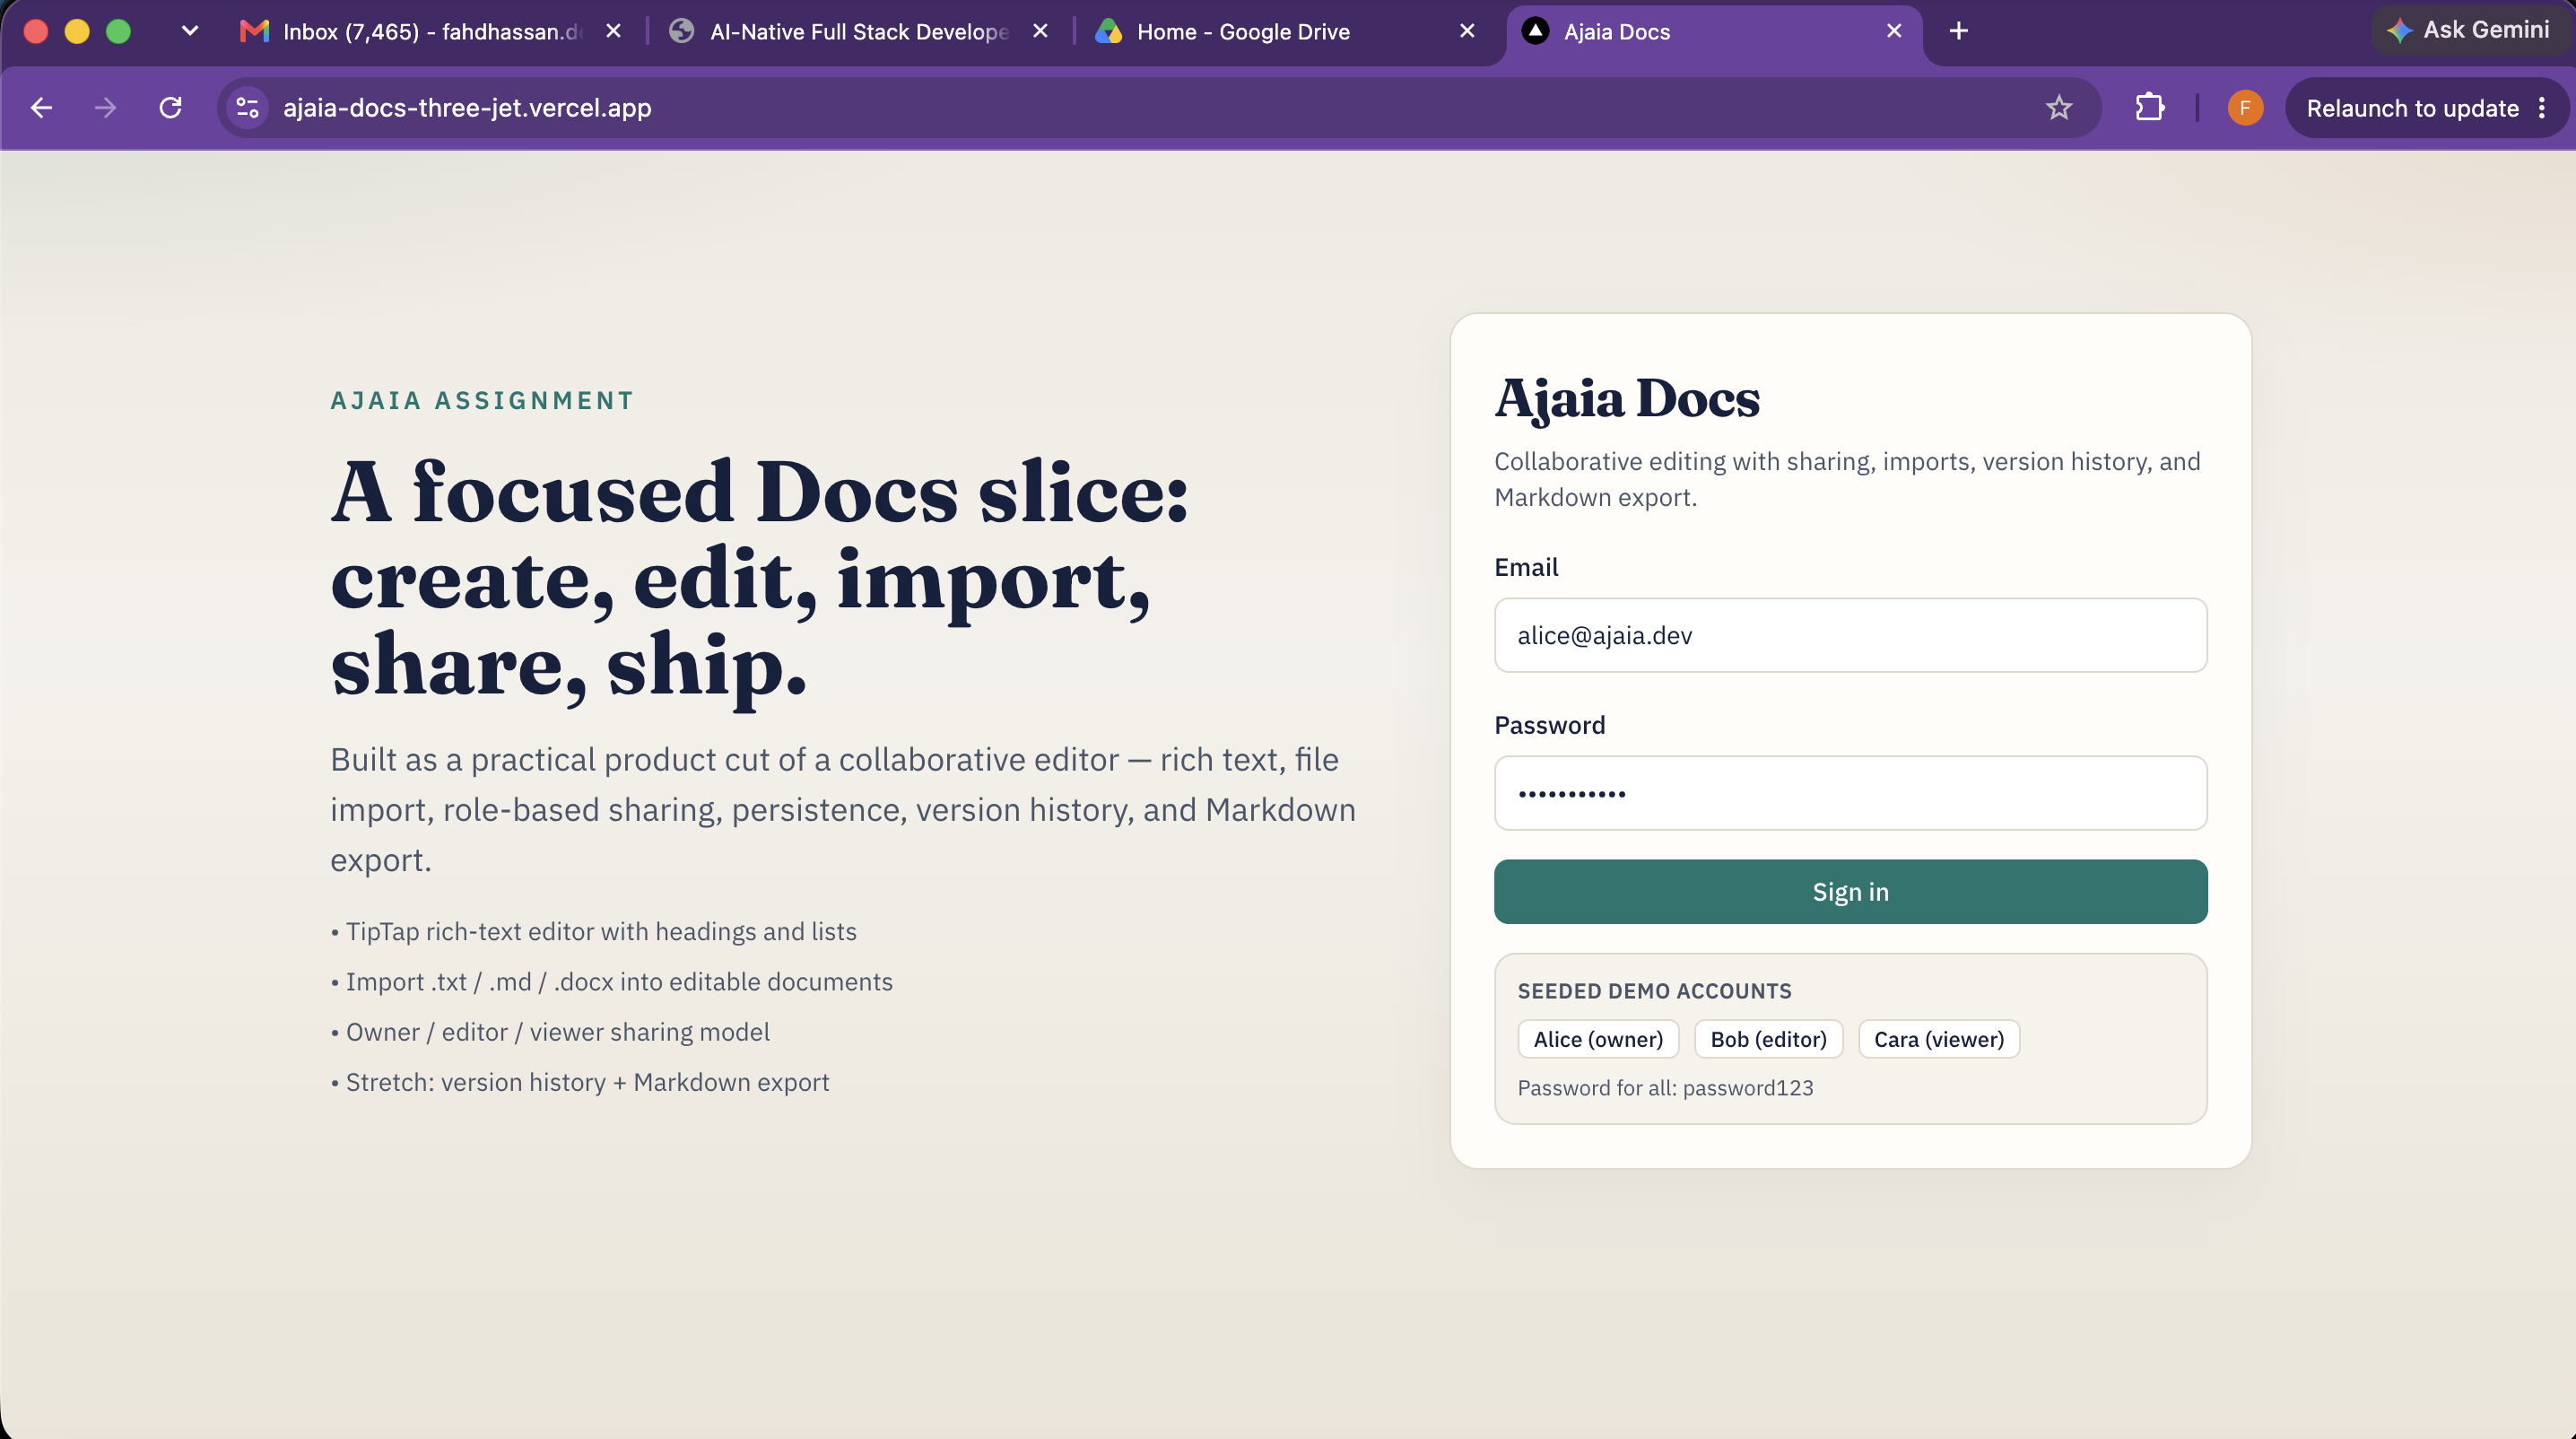 Inbox (7,465) - fahdhassan.de
AI-Native Full Stack Develope
Home - Google Drive
Ajaia Docs
Ask Gemini
ajaia-docs-three-jet.vercel.app
F
Relaunch to update
AJAIA ASSIGNMENT
A focused Docs slice:
create, edit, import,
share, ship.
Built as a practical product cut of a collaborative editor — rich text, file
import, role-based sharing, persistence, version history, and Markdown
export.
• TipTap rich-text editor with headings and lists
• Import .txt / .md / .docx into editable documents
• Owner / editor / viewer sharing model
• Stretch: version history + Markdown export
Ajaia Docs
Collaborative editing with sharing, imports, version history, and
Markdown export.
Email
alice@ajaia.dev
Password
•••••••••••
Sign in
SEEDED DEMO ACCOUNTS
Alice (owner)
Bob (editor)
Cara (viewer)
Password for all: password123